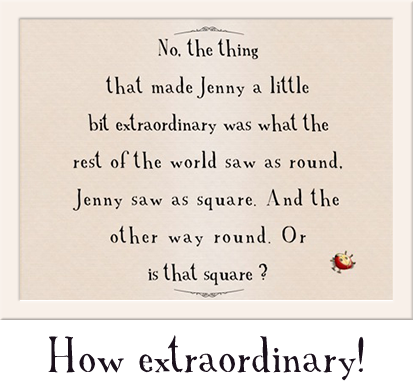 No, the thing
that made Jenny a little
bit extraordinary was what the
rest of the world saw as round,
Jenny saw as square. And the
other way round. Or
is that square?
How extraordinary!